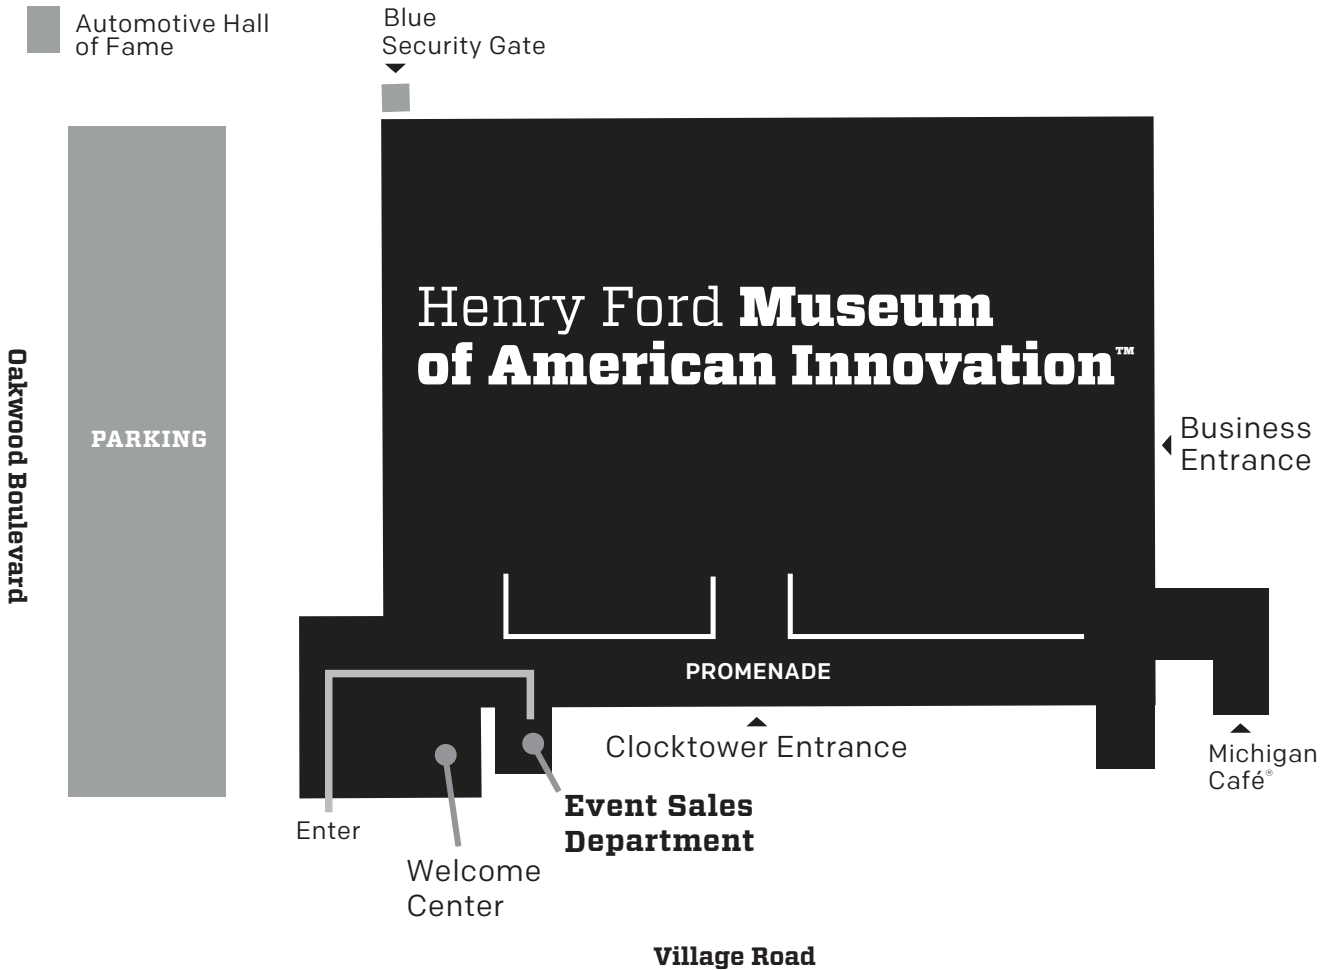 Automotive Hall
of Fame
Blue
Security Gate
Henry Ford Museum
of American Innovation™
Oakwood Boulevard
PARKING
Business
Entrance
PROMENADE
Clocktower Entrance
Michigan
Café®
Event Sales
Department
Enter
Welcome
Center
Village Road